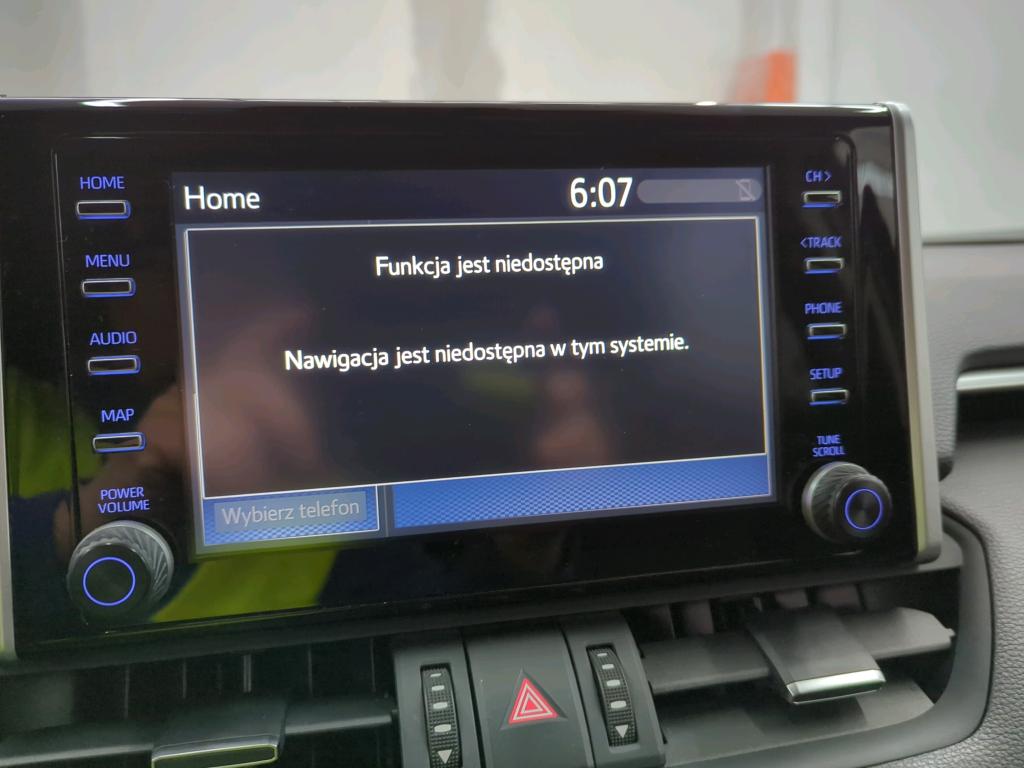 HOME
MENU
AUDIO
MAP
POWER
VOLUME
Home
6:07
Funkcja jest niedostępna
Nawigacja jest niedostępna w tym systemie.
Wybierz telefon
CH>
<TRACK
PHONE
SETUP
TUNE
SCROLL